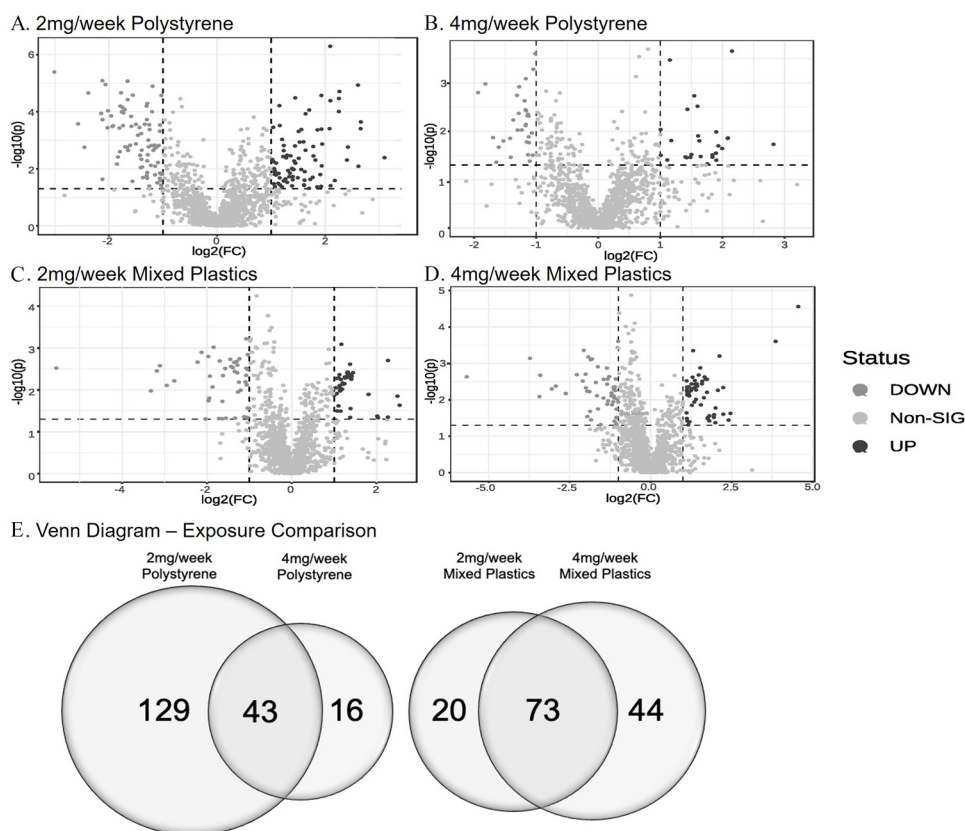 A. 2mg/week Polystyrene
B. 4mg/week Polystyrene
-log10(p)
6
4
2
0
-2
0
2
log2(FC)
-log10(p)
3
2
1
0
-2
-1
0
1
2
3
log2(FC)
C. 2mg/week Mixed Plastics
D. 4mg/week Mixed Plastics
-log10(p)
4
3
2
1
0
-4
-2
0
2
log2(FC)
-log10(p)
5
4
3
2
1
0
-5.0
-2.5
0.0
2.5
5.0
log2(FC)
Status
DOWN
Non-SIG
UP
E. Venn Diagram – Exposure Comparison
2mg/week
Polystyrene
4mg/week
Polystyrene
2mg/week
Mixed Plastics
4mg/week
Mixed Plastics
129
43
16
20
73
44